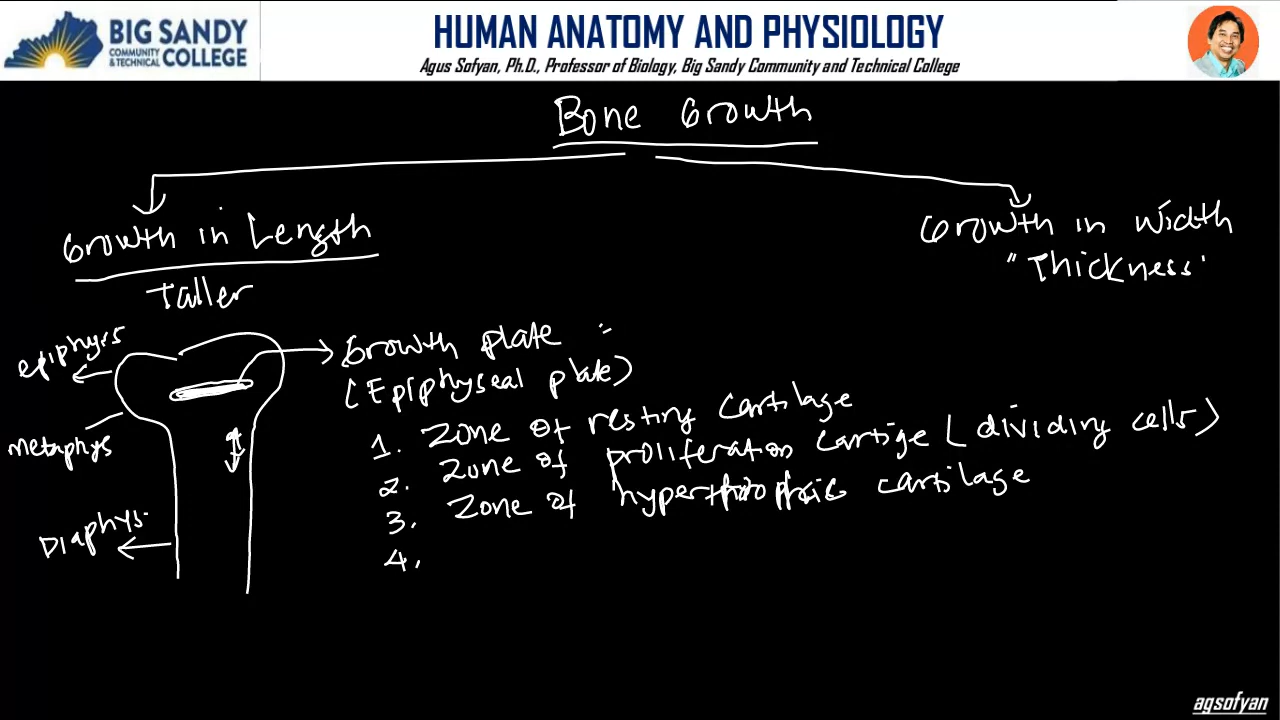 BIG SANDY
COMMUNITY & TECHNICAL COLLEGE
HUMAN ANATOMY AND PHYSIOLOGY
Agus Sofyan, Ph.D., Professor of Biology, Big Sandy Community and Technical College
Bone Growth
Growth in Length
Taller
Growth in Width
"Thickness"
epiphysis
metaphys
Diaphys
Growth plate :
(Epiphyseal plate)
1. Zone of resting cartilage
2. Zone of proliferation cartige (dividing cells)
3. Zone of cartilage
4.
agsofyan